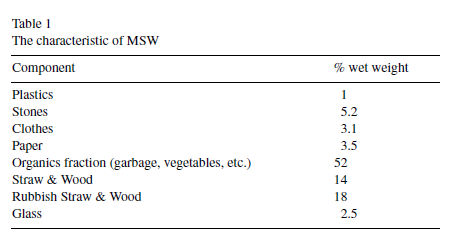 Table 1
The characteristic of MSW
Component % wet weight
Plastics 1
Stones 5.2
Clothes 3.1
Paper 3.5
Organics fraction (garbage, vegetables, etc.) 52
Straw & Wood 14
Rubbish Straw & Wood 18
Glass 2.5